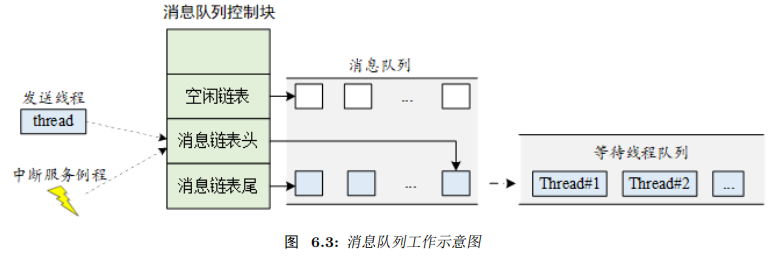 消息队列控制块
消息队列
发送线程
thread
空闲链表
...
消息链表头
等待线程队列
中断服务例程
消息链表尾
...
Thread#1 Thread#2 ...
图 6.3: 消息队列工作示意图